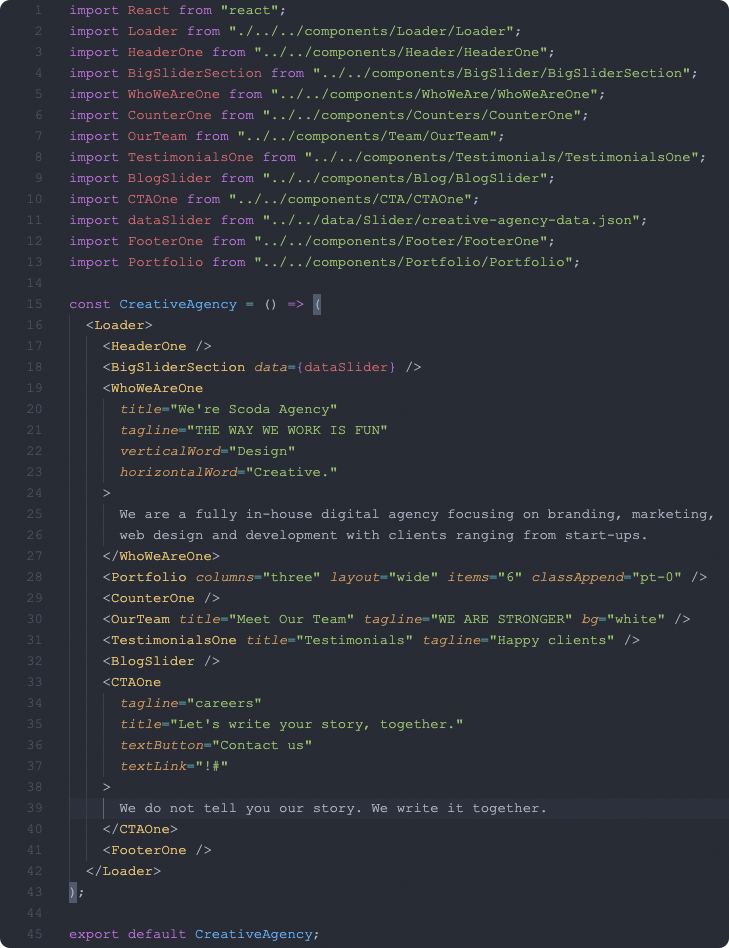 1 import React from "react";
2 import Loader from "./../../components/Loader/Loader";
3 import HeaderOne from "../../components/Header/HeaderOne";
4 import BigSliderSection from "../../components/BigSlider/BigSliderSection";
5 import WhoWeAreOne from "../../components/WhoWeAre/WhoWeAreOne";
6 import CounterOne from "../../components/Counters/CounterOne";
7 import OurTeam from "../../components/Team/OurTeam";
8 import TestimonialsOne from "../../components/Testimonials/TestimonialsOne";
9 import BlogSlider from "../../components/Blog/BlogSlider";
10 import CTAOne from "../../components/CTA/CTAOne";
11 import dataSlider from "../../data/Slider/creative-agency-data.json";
12 import FooterOne from "../../components/Footer/FooterOne";
13 import Portfolio from "../../components/Portfolio/Portfolio";
14
15 const CreativeAgency = () => (
16   <Loader>
17     <HeaderOne />
18     <BigSliderSection data={dataSlider} />
19     <WhoWeAreOne
20       title="We're Scoda Agency"
21       tagline="THE WAY WE WORK IS FUN"
22       verticalWord="Design"
23       horizontalWord="Creative."
24     >
25       We are a fully in-house digital agency focusing on branding, marketing,
26       web design and development with clients ranging from start-ups.
27     </WhoWeAreOne>
28     <Portfolio columns="three" layout="wide" items="6" classAppend="pt-0" />
29     <CounterOne />
30     <OurTeam title="Meet Our Team" tagline="WE ARE STRONGER" bg="white" />
31     <TestimonialsOne title="Testimonials" tagline="Happy clients" />
32     <BlogSlider />
33     <CTAOne
34       tagline="careers"
35       title="Let's write your story, together."
36       textButton="Contact us"
37       textLink="!#"
38     >
39       We do not tell you our story. We write it together.
40     </CTAOne>
41     <FooterOne />
42   </Loader>
43 );
44
45 export default CreativeAgency;